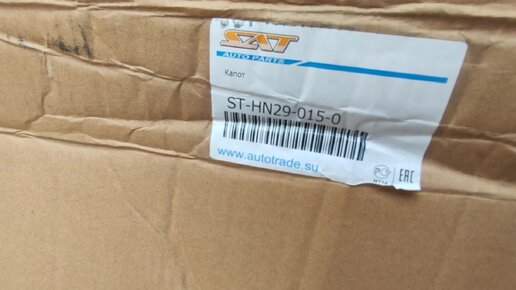 SAT
AUTO PARTS
Капот
ST-HN29-015-0
www.autotrade.su
EAC